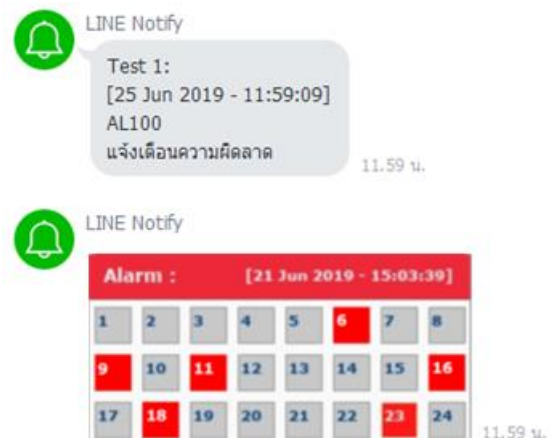 LINE Notify
Test 1:
[25 Jun 2019 - 11:59:09]
AL100
แจ้งเตือนความผิดลาด
11.59 น.
LINE Notify
Alarm : [21 Jun 2019 - 15:03:39]
1 2 3 4 5 6 7 8
9 10 11 12 13 14 15 16
17 18 19 20 21 22 23 24
11.59 น.